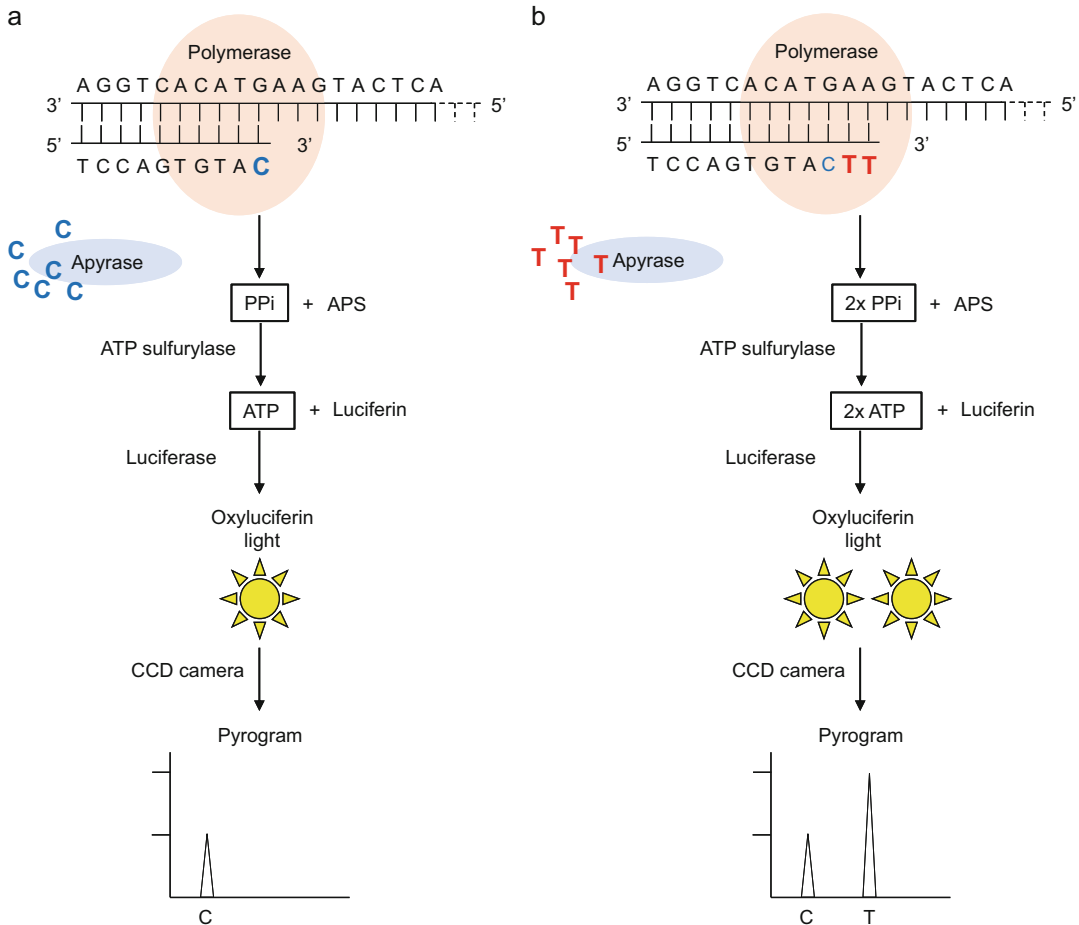 a
Polymerase
A G G T C A C A T G A A G T A C T C A
3’ 5’
5’ 3’
T C C A G T G T A C
C C C C C C Apyrase
PPi + APS
ATP sulfurylase
ATP + Luciferin
Luciferase
Oxyluciferin
light
CCD camera
Pyrogram
C
b
Polymerase
A G G T C A C A T G A A G T A C T C A
3’ 5’
5’ 3’
T C C A G T G T A C T T
T T T T T T Apyrase
2x PPi + APS
ATP sulfurylase
2x ATP + Luciferin
Luciferase
Oxyluciferin
light
CCD camera
Pyrogram
C T